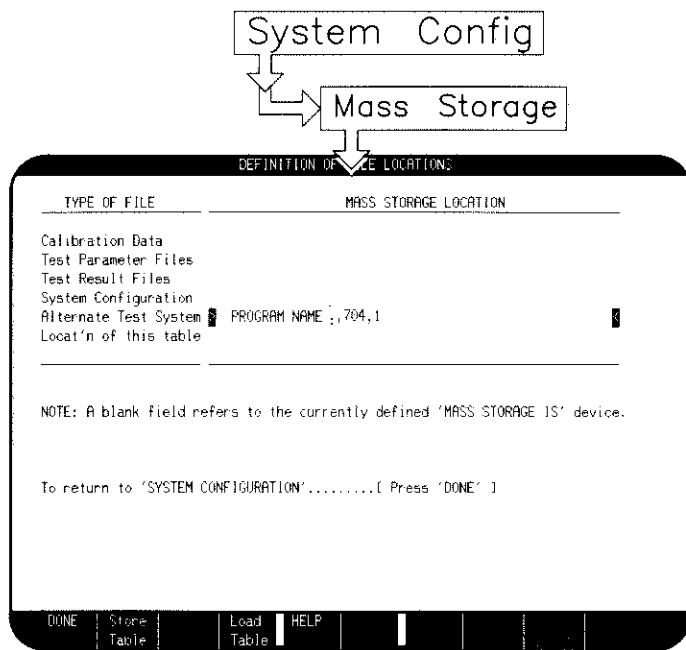 System Config
Mass Storage
DEFINITION OF FILE LOCATIONS
TYPE OF FILE MASS STORAGE LOCATION
Calibration Data
Test Parameter Files
Test Result Files
System Configuration
Alternate Test System > PROGRAM NAME :,704,1 <
Locat'n of this table
NOTE: A blank field refers to the currently defined 'MASS STORAGE IS' device.
To return to 'SYSTEM CONFIGURATION'.........[ Press 'DONE' ]
DONE Store Load HELP
Table Table